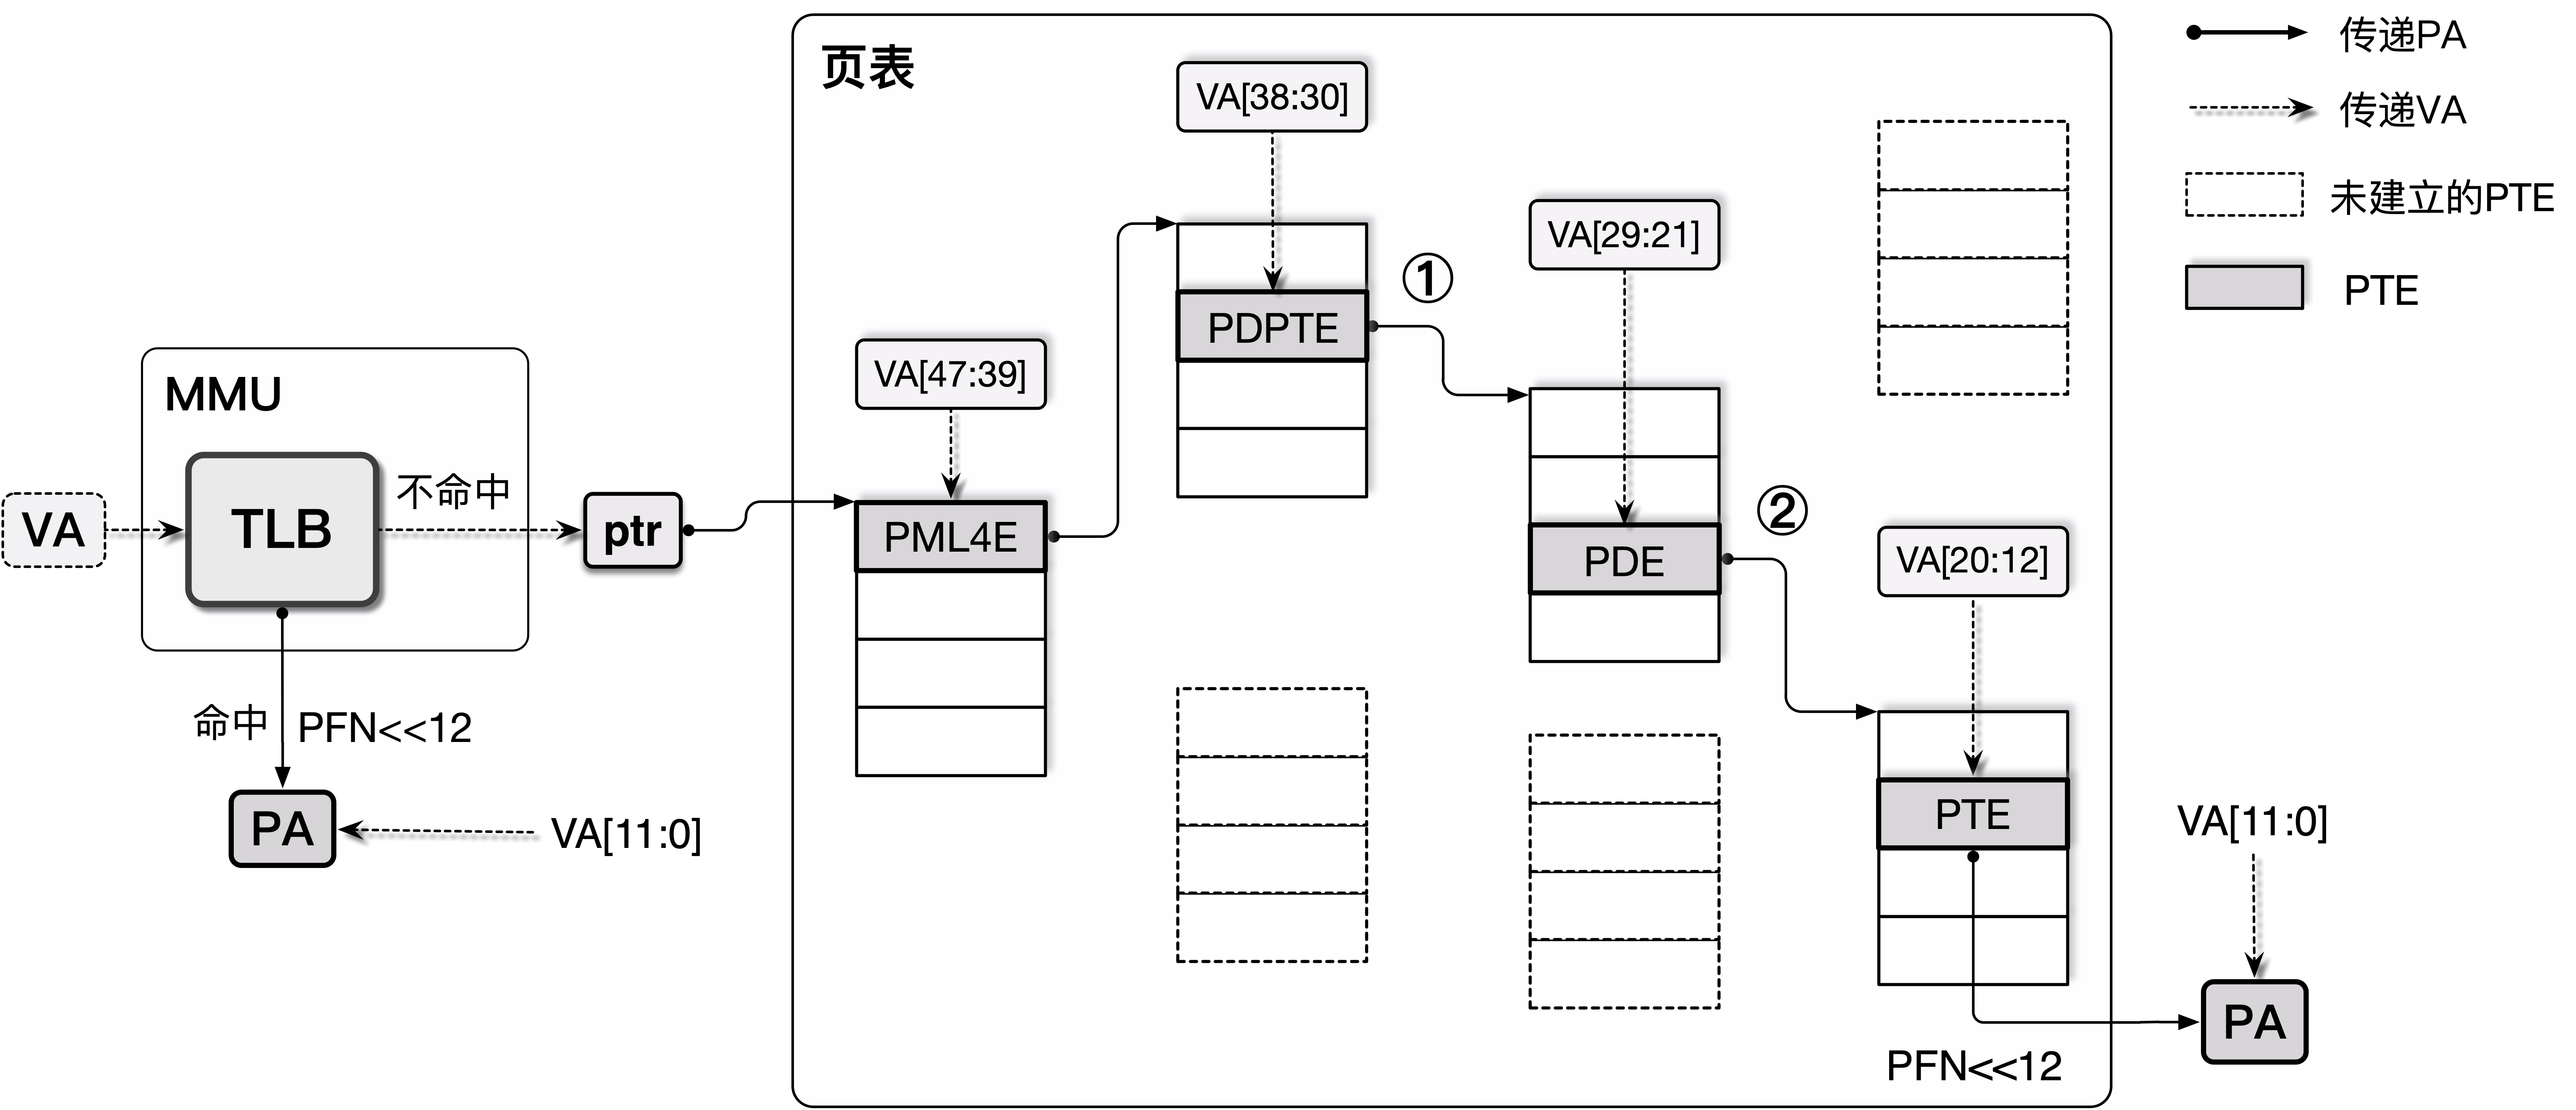 页表
VA[38:30]
传递PA
传递VA
未建立的PTE
PTE
VA[29:21]
①
PDPTE
MMU
VA[47:39]
TLB
不命中
VA
ptr
PML4E
②
PDE
VA[20:12]
命中
PFN<<12
PA
VA[11:0]
PTE
VA[11:0]
PA
PFN<<12